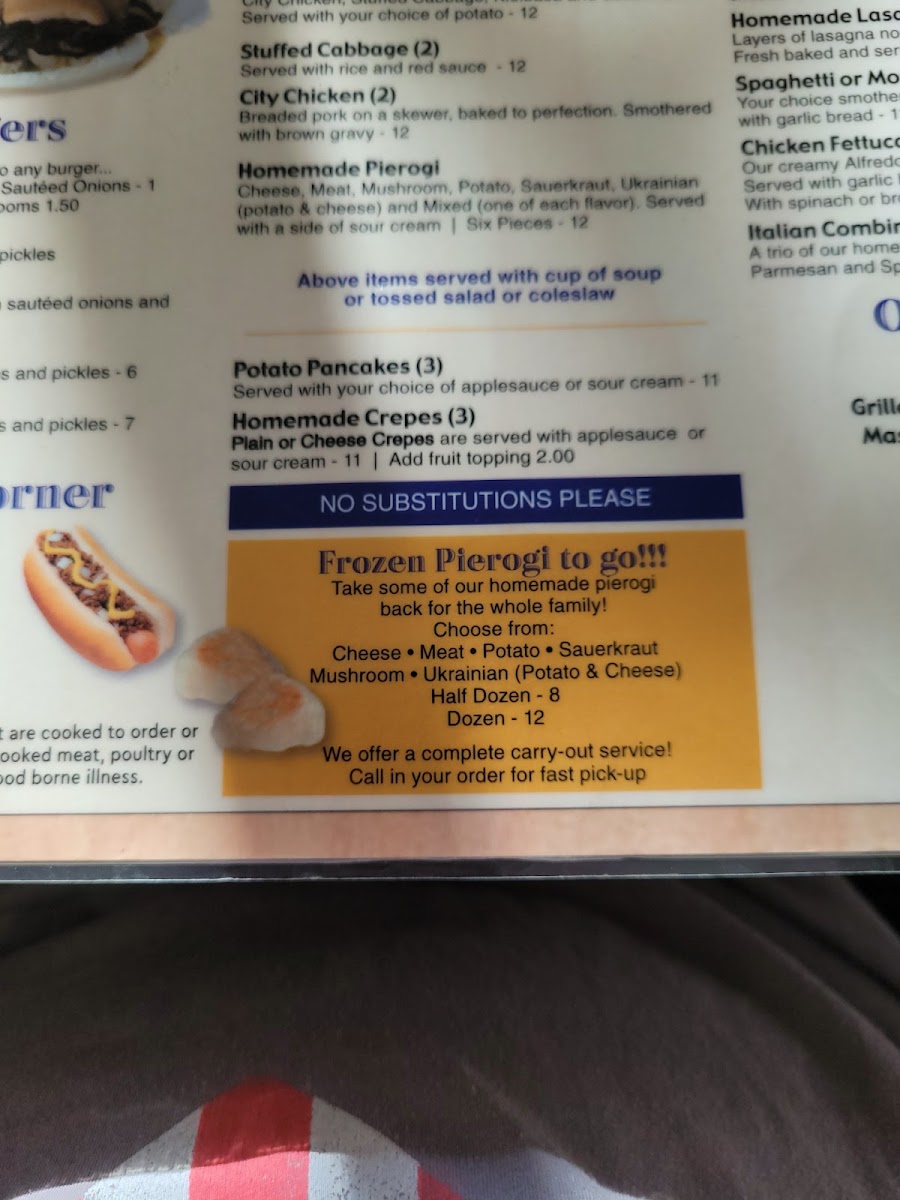 Served with your choice of potato - 12
Stuffed Cabbage (2)
Served with rice and red sauce - 12
City Chicken (2)
Breaded pork on a skewer, baked to perfection. Smothered
with brown gravy - 12
Homemade Pierogi
Cheese, Meat, Mushroom, Potato, Sauerkraut, Ukrainian
(potato & cheese) and Mixed (one of each flavor). Served
with a side of sour cream | Six Pieces - 12
Above items served with cup of soup
or tossed salad or coleslaw
Potato Pancakes (3)
Served with your choice of applesauce or sour cream - 11
Homemade Crepes (3)
Plain or Cheese Crepes are served with applesauce or
sour cream - 11 | Add fruit topping 2.00
NO SUBSTITUTIONS PLEASE
Frozen Pierogi to go!!!
Take some of our homemade pierogi
back for the whole family!
Choose from:
Cheese • Meat • Potato • Sauerkraut
Mushroom • Ukrainian (Potato & Cheese)
Half Dozen - 8
Dozen - 12
We offer a complete carry-out service!
Call in your order for fast pick-up
ers
o any burger...
Sautéed Onions - 1
ooms 1.50
pickles
sautéed onions and
s and pickles - 6
s and pickles - 7
orner
t are cooked to order or
ooked meat, poultry or
ood borne illness.
Homemade Lasa
Layers of lasagna no
Fresh baked and ser
Spaghetti or Mo
Your choice smothe
with garlic bread - 1
Chicken Fettucc
Our creamy Alfredo
Served with garlic
With spinach or bro
Italian Combin
A trio of our home
Parmesan and Sp
O
Grille
Mas